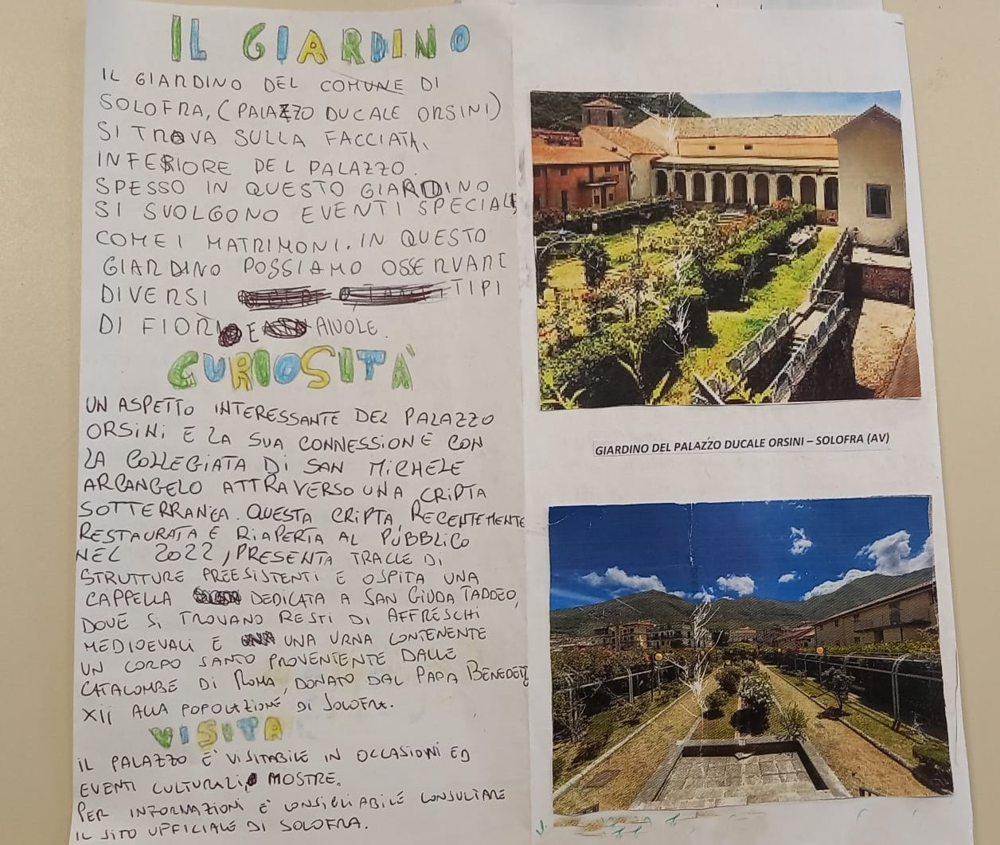 IL GIARDINO
IL GIARDINO DEL COMUNE DI
SOLOFRA, (PALAZZO DUCALE ORSINI)
SI TROVA SULLA FACCIATA
INFERIORE DEL PALAZZO.
SPESSO IN QUESTO GIARDINO
SI SVOLGONO EVENTI SPECIALI
COME I MATRIMONI. IN QUESTO
GIARDINO POSSIAMO OSSERVARE
DIVERSI TIPI
DI FIORI E AIUOLE.
CURIOSITÀ
UN ASPETTO INTERESSANTE DEL PALAZZO
ORSINI E LA SUA CONNESSIONE CON
LA COLLEGIATA DI SAN MICHELE
ARCANGELO ATTRAVERSO UNA CRIPTA
SOTTERRANEA. QUESTA CRIPTA, RECENTEMENTE
RESTAURATA E RIAPERTA AL PUBBLICO
NEL 2022, PRESENTA TRACCE DI
STRUTTURE PREESISTENTI E OSPITA UNA
CAPPELLA DEDICATA A SAN GIUDA TADDEO,
DOVE SI TROVANO RESTI DI AFFRESCHI
MEDIOEVALI E UNA URNA CONTENENTE
UN CORPO SANTO PROVENIENTE DALLE
CATACOMBE DI ROMA, DONATO DAL PAPA
XII ALLA POPOLAZIONE DI SOLOFRA.
VISITA
IL PALAZZO E' VISITABILE IN OCCASIONI ED
EVENTI CULTURALI, MOSTRE.
PER INFORMAZIONI E' CONSIGLIABILE CONSULTARE
IL SITO UFFICIALE DI SOLOFRA.
GIARDINO DEL PALAZZO DUCALE ORSINI – SOLOFRA (AV)